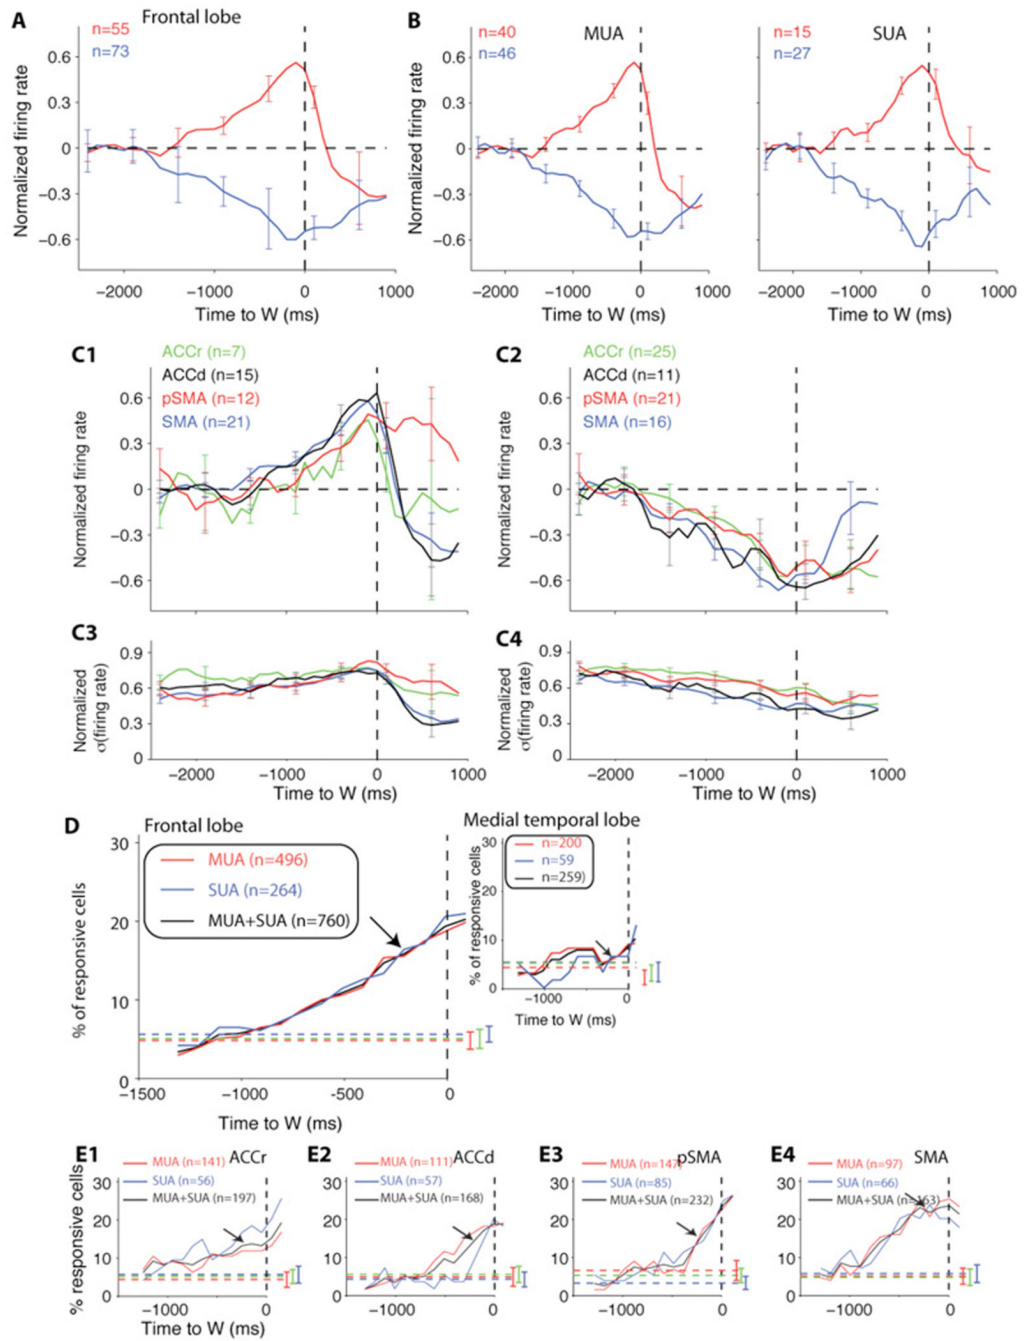 A
Frontal lobe
n=55
n=73
Normalized firing rate
0.6
0.3
0
−0.3
−0.6
−2000
−1000
0
1000
Time to W (ms)
B
MUA
n=40
n=46
Normalized firing rate
0.6
0.3
0
−0.3
−0.6
−2000
−1000
0
1000
Time to W (ms)
SUA
n=15
n=27
−2000
−1000
0
1000
Time to W (ms)
C1
ACCr (n=7)
ACCd (n=15)
pSMA (n=12)
SMA (n=21)
Normalized firing rate
0.6
0.3
0
−0.3
−0.6
C2
ACCr (n=25)
ACCd (n=11)
pSMA (n=21)
SMA (n=16)
Normalized firing rate
0.6
0.3
0
−0.3
−0.6
C3
Normalized
σ(firing rate)
0.9
0.6
0.3
0
−2000
−1000
0
1000
Time to W (ms)
C4
Normalized
σ(firing rate)
0.9
0.6
0.3
0
−2000
−1000
0
1000
Time to W (ms)
D
Frontal lobe
MUA (n=496)
SUA (n=264)
MUA+SUA (n=760)
% of responsive cells
30
20
10
0
−1500
−1000
-500
0
Time to W (ms)
Medial temporal lobe
n=200
n=59
n=259)
% of responsive cells
30
20
10
0
−1000
0
Time to W (ms)
E1
ACCr
MUA (n=141)
SUA (n=56)
MUA+SUA (n=197)
% responsive cells
30
20
10
0
−1000
0
Time to W (ms)
E2
ACCd
MUA (n=111)
SUA (n=57)
MUA+SUA (n=168)
30
20
10
0
−1000
0
E3
pSMA
MUA (n=147)
SUA (n=85)
MUA+SUA (n=232)
30
20
10
0
−1000
0
E4
SMA
MUA (n=97)
SUA (n=66)
MUA+SUA (n=163)
30
20
10
0
−1000
0